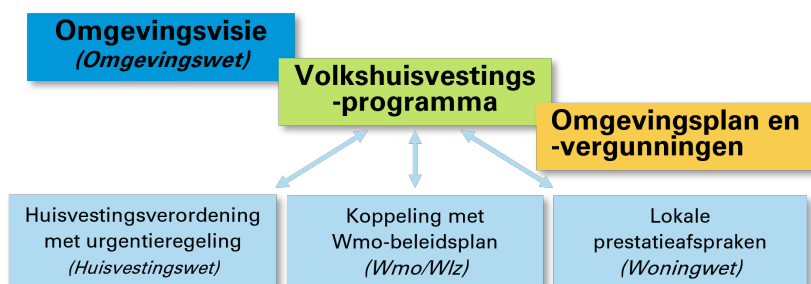 Omgevingsvisie
(Omgevingswet)
Volkshuisvestings
-programma
Omgevingsplan en
-vergunningen
Huisvestingsverordening
met urgentieregeling
(Huisvestingswet)
Koppeling met
Wmo-beleidsplan
(Wmo/Wlz)
Lokale
prestatieafspraken
(Woningwet)